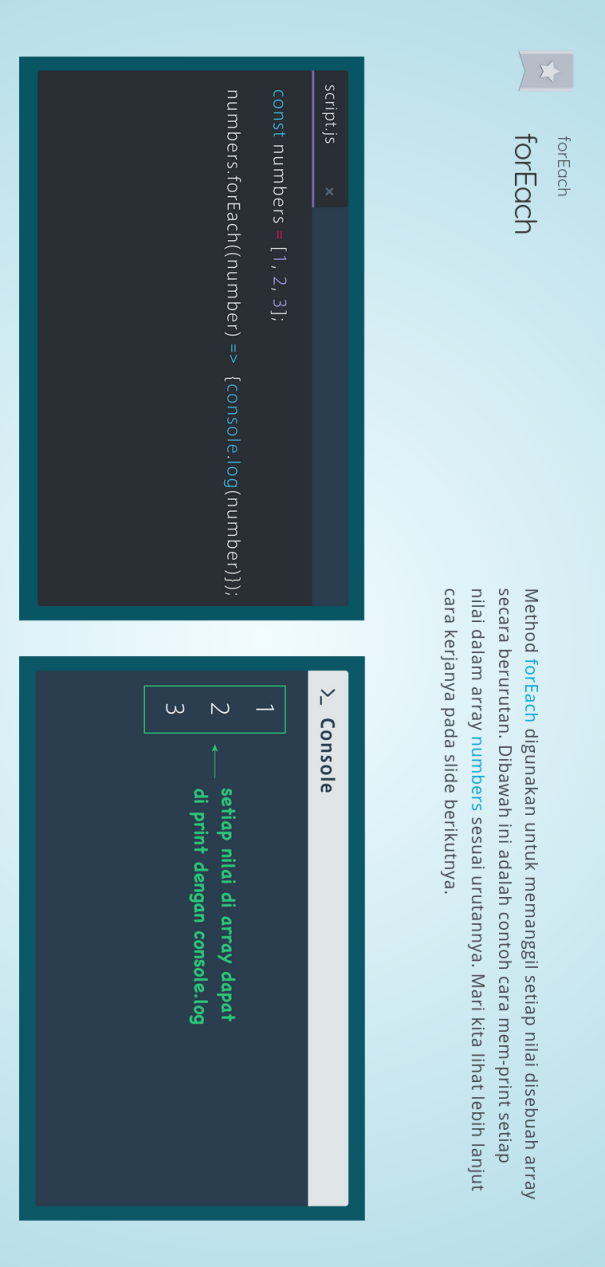 forEach
forEach
Method forEach digunakan untuk memanggil setiap nilai disebuah array
secara berurutan. Dibawah ini adalah contoh cara mem-print setiap
nilai dalam array numbers sesuai urutannya. Mari kita lihat lebih lanjut
cara kerjanya pada slide berikutnya.
script.js ×
const numbers = [1, 2, 3];
numbers.forEach((number) => {console.log(number)});
>_ Console
1
2
3
setiap nilai di array dapat
di print dengan console.log